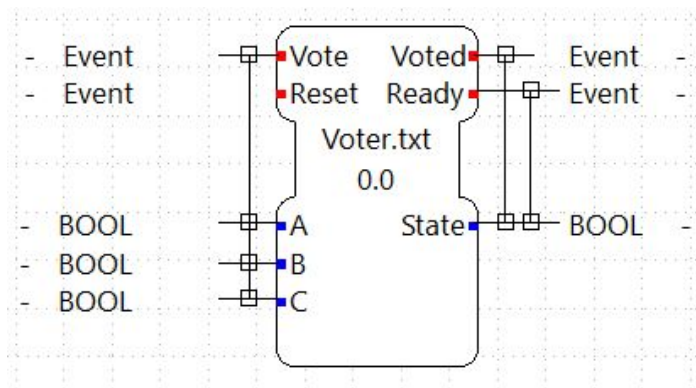 - Event Vote Voted Event -
- Event Reset Ready Event -
Voter.txt
0.0
- BOOL A State BOOL -
- BOOL B
- BOOL C